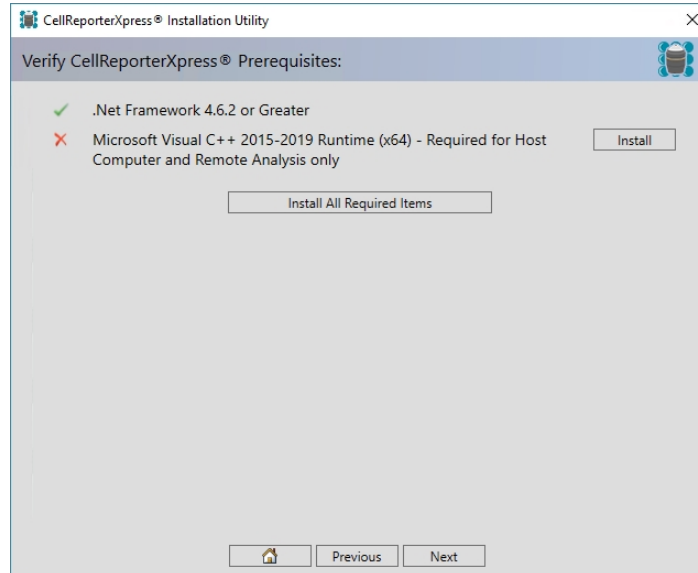 CellReporterXpress® Installation Utility
Verify CellReporterXpress® Prerequisites:
.Net Framework 4.6.2 or Greater
Microsoft Visual C++ 2015-2019 Runtime (x64) - Required for Host
Computer and Remote Analysis only
Install
Install All Required Items
Previous
Next